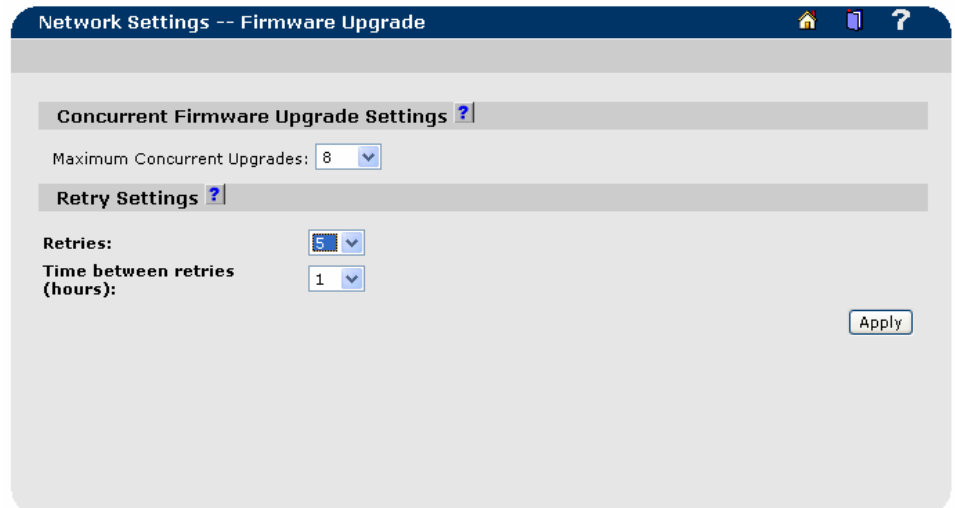 Network Settings -- Firmware Upgrade ?
Concurrent Firmware Upgrade Settings ?
Maximum Concurrent Upgrades: 8
Retry Settings ?
Retries: 5
Time between retries
(hours): 1
Apply